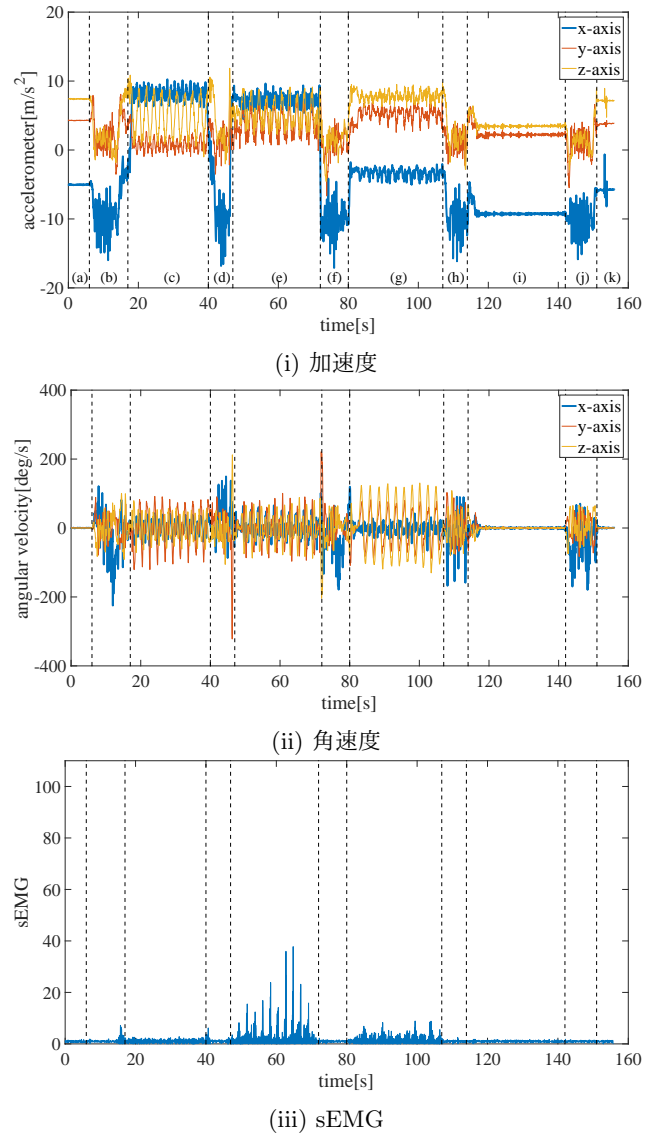 x-axis
y-axis
z-axis
accelerometer[m/s²]
20
10
0
-10
-20
(a) (b) (c) (d) (e) (f) (g) (h) (i) (j) (k)
0 20 40 60 80 100 120 140 160
time[s]
(i) 加速度
x-axis
y-axis
z-axis
angular velocity[deg/s]
400
200
0
-200
-400
0 20 40 60 80 100 120 140 160
time[s]
(ii) 角速度
sEMG
100
80
60
40
20
0
0 20 40 60 80 100 120 140 160
time[s]
(iii) sEMG